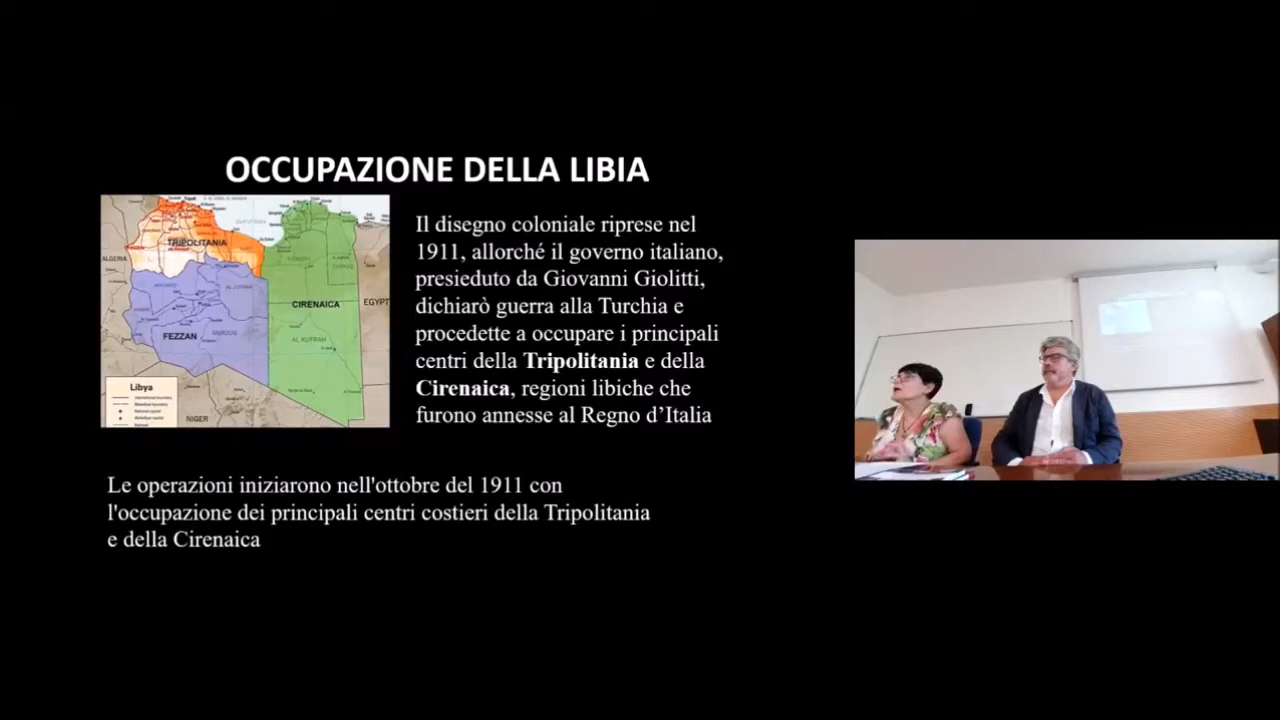 OCCUPAZIONE DELLA LIBIA
TRIPOLITANIA
ALGERIA
CIRENAICA
EGYPT
FEZZAN
AL KUFRAH
Libya
NIGER
Il disegno coloniale riprese nel
1911, allorché il governo italiano,
presieduto da Giovanni Giolitti,
dichiarò guerra alla Turchia e
procedette a occupare i principali
centri della Tripolitania e della
Cirenaica, regioni libiche che
furono annesse al Regno d’Italia
Le operazioni iniziarono nell'ottobre del 1911 con
l'occupazione dei principali centri costieri della Tripolitania
e della Cirenaica